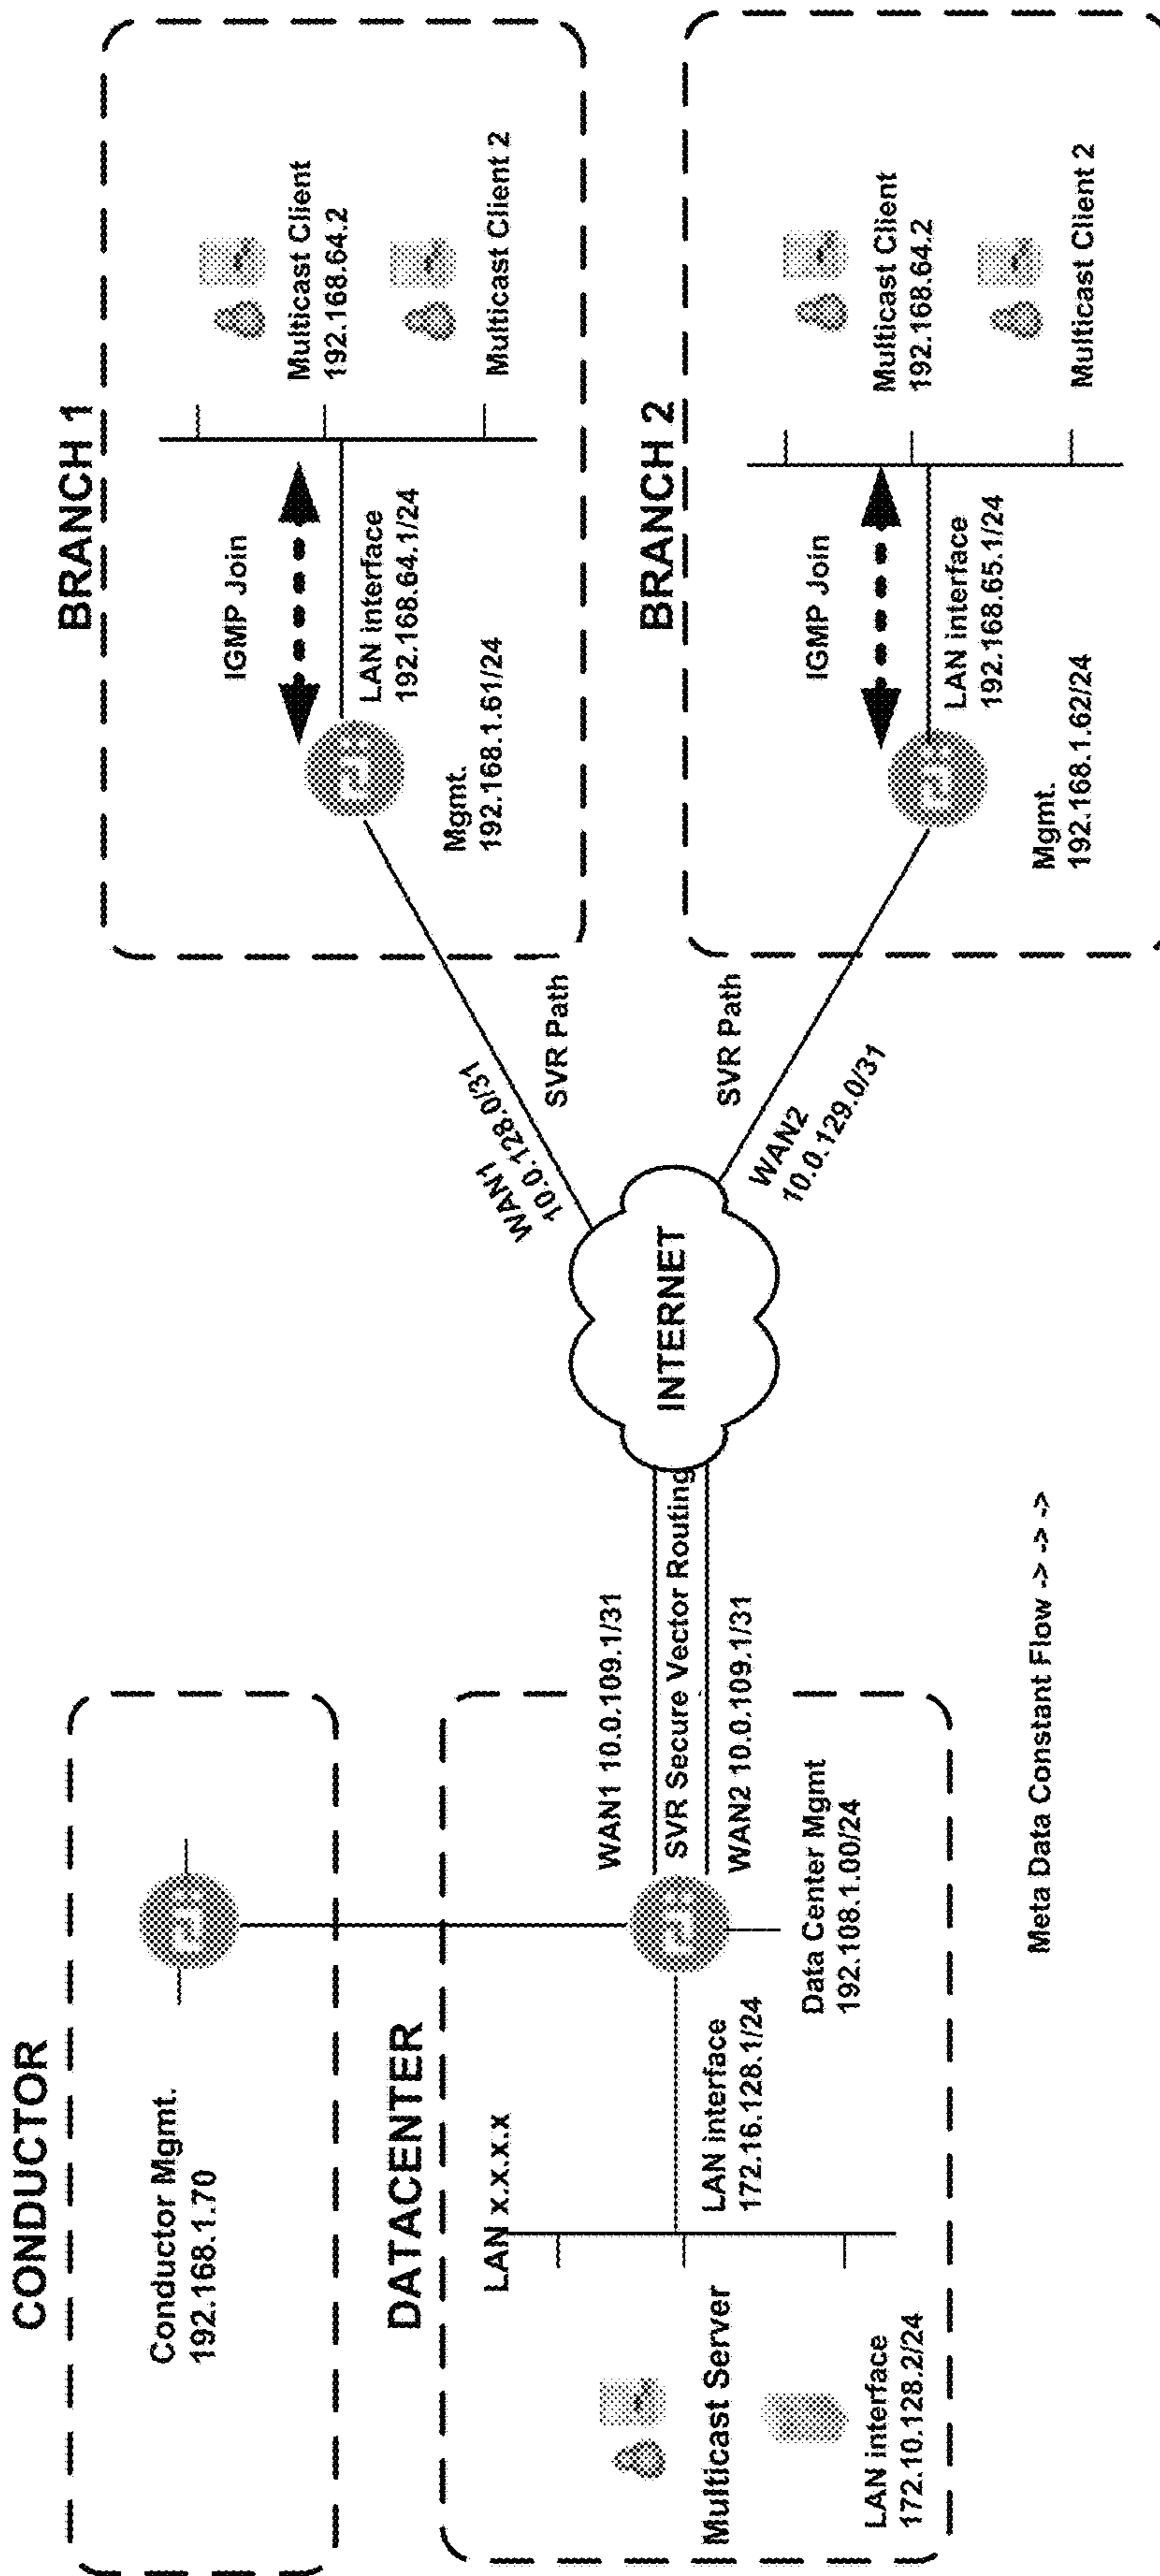 CONDUCTOR
Conductor Mgmt.
192.168.1.70
DATACENTER
LAN x.x.x.x
Multicast Server
LAN interface
172.10.128.2/24
LAN interface
172.16.128.1/24
Data Center Mgmt
192.108.1.00/24
WAN1 10.0.109.1/31
SVR Secure Vector Routing
WAN2 10.0.109.1/31
INTERNET
Meta Data Constant Flow -> -> ->
WAN1
10.0.128.0/31
SVR Path
SVR Path
WAN2
10.0.129.0/31
BRANCH 1
IGMP Join
LAN interface
192.168.64.1/24
Mgmt.
192.168.1.61/24
Multicast Client
192.168.64.2
Multicast Client 2
BRANCH 2
IGMP Join
LAN interface
192.168.65.1/24
Mgmt.
192.168.1.62/24
Multicast Client
192.168.64.2
Multicast Client 2